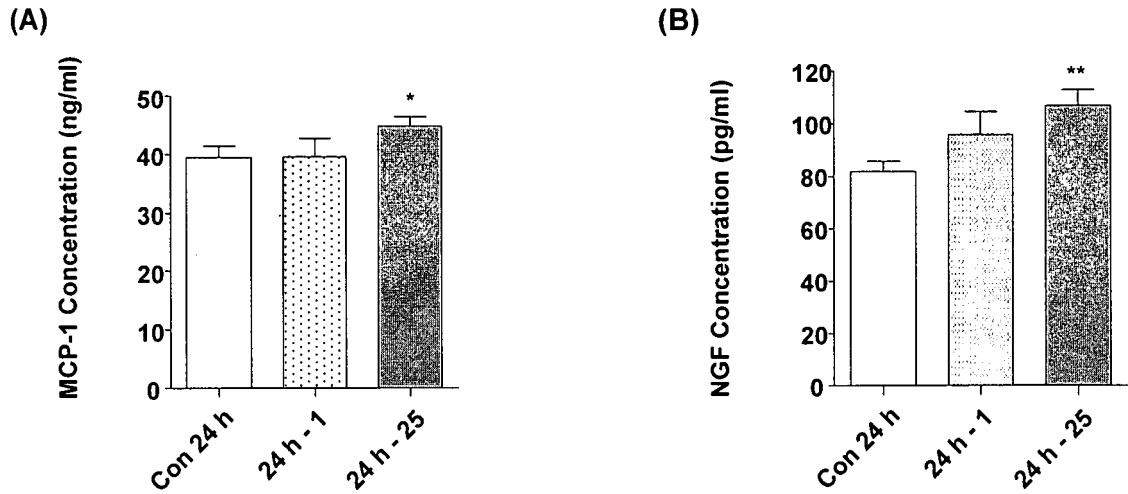 (A)
MCP-1 Concentration (ng/ml)
50
40
30
20
10
0
*
Con 24 h
24 h - 1
24 h - 25
(B)
NGF Concentration (pg/ml)
120
100
80
60
40
20
0
**
Con 24 h
24 h - 1
24 h - 25